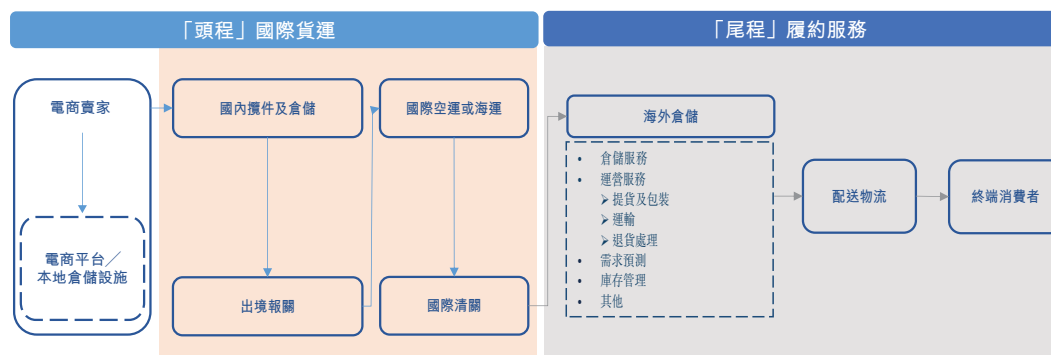 「頭程」國際貨運
「尾程」履約服務
電商賣家
電商平台／
本地倉儲設施
國內攬件及倉儲
出境報關
國際空運或海運
國際清關
海外倉儲
• 倉儲服務
• 運營服務
➢ 提貨及包裝
➢ 運輸
➢ 退貨處理
• 需求預測
• 庫存管理
• 其他
配送物流
終端消費者